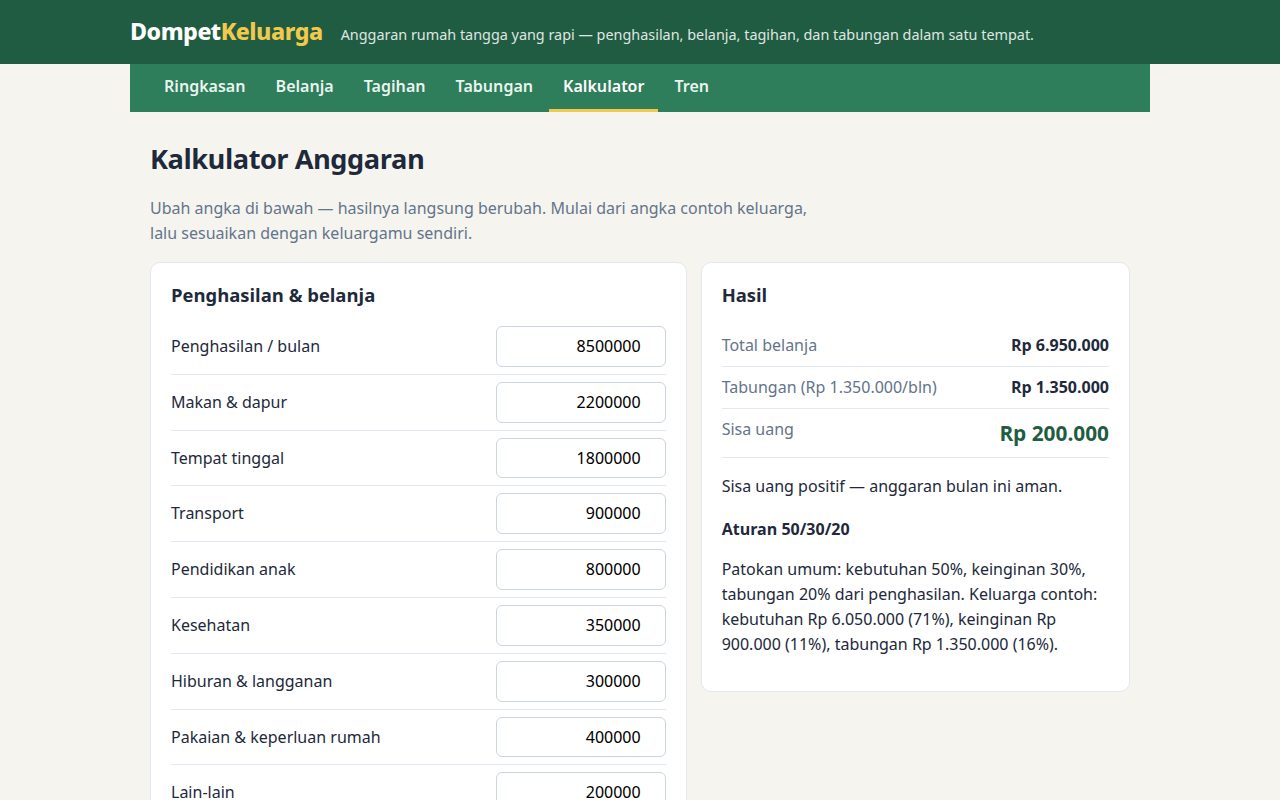 DompetKeluarga Anggaran rumah tangga yang rapi — penghasilan, belanja, tagihan, dan tabungan dalam satu tempat.
Ringkasan Belanja Tagihan Tabungan Kalkulator Tren
Kalkulator Anggaran
Ubah angka di bawah — hasilnya langsung berubah. Mulai dari angka contoh keluarga,
lalu sesuaikan dengan keluargamu sendiri.
Penghasilan & belanja
Penghasilan / bulan 8500000
Makan & dapur 2200000
Tempat tinggal 1800000
Transport 900000
Pendidikan anak 800000
Kesehatan 350000
Hiburan & langganan 300000
Pakaian & keperluan rumah 400000
Lain-lain 200000
Hasil
Total belanja Rp 6.950.000
Tabungan (Rp 1.350.000/bln) Rp 1.350.000
Sisa uang Rp 200.000
Sisa uang positif — anggaran bulan ini aman.
Aturan 50/30/20
Patokan umum: kebutuhan 50%, keinginan 30%,
tabungan 20% dari penghasilan. Keluarga contoh:
kebutuhan Rp 6.050.000 (71%), keinginan Rp
900.000 (11%), tabungan Rp 1.350.000 (16%).